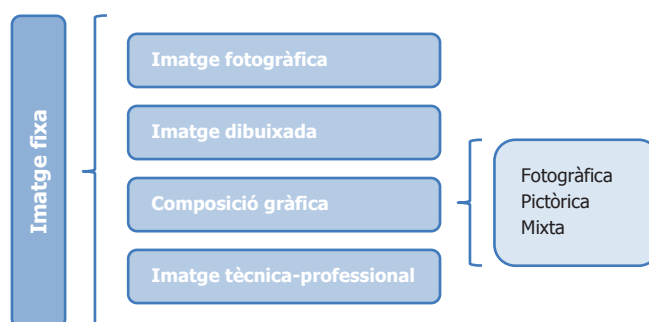 Imatge fixa
Imatge fotogràfica
Imatge dibuixada
Composició gràfica
Imatge tècnica-professional
Fotogràfica
Pictòrica
Mixta